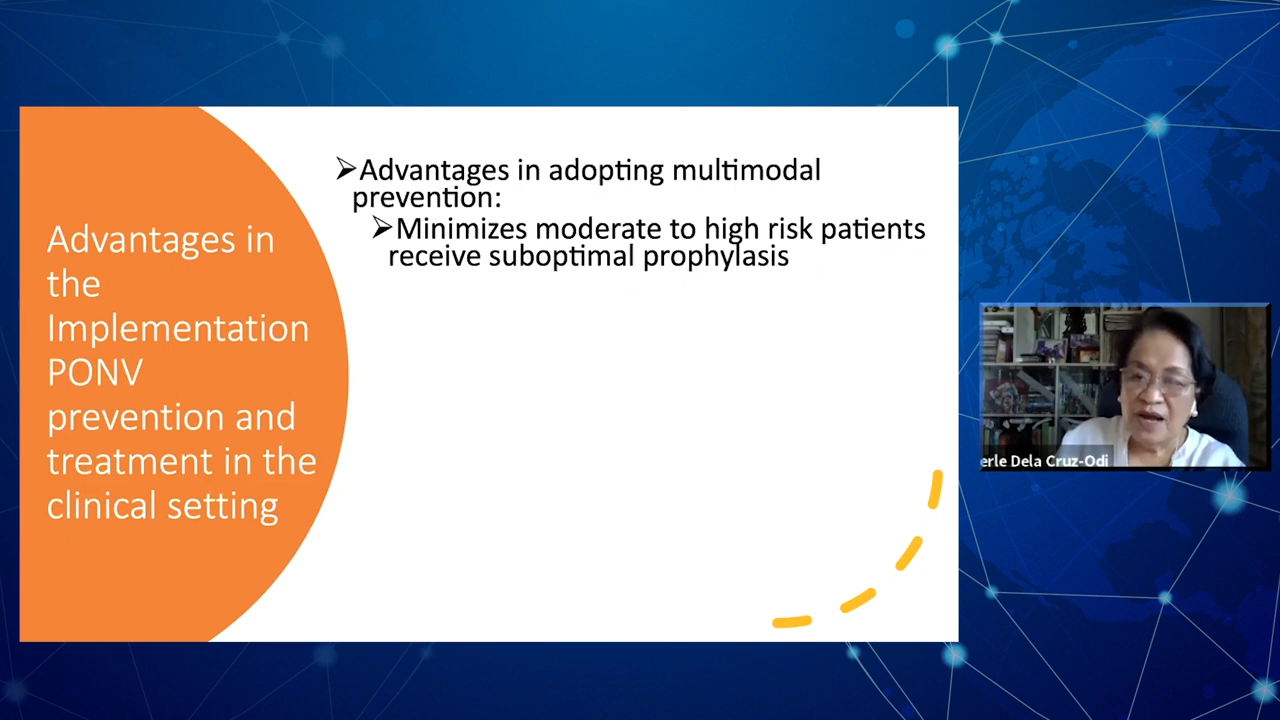 Advantages in
the
Implementation
PONV
prevention and
treatment in the
clinical setting
➢Advantages in adopting multimodal
prevention:
➢Minimizes moderate to high risk patients
receive suboptimal prophylasis
erle Dela Cruz-Odi